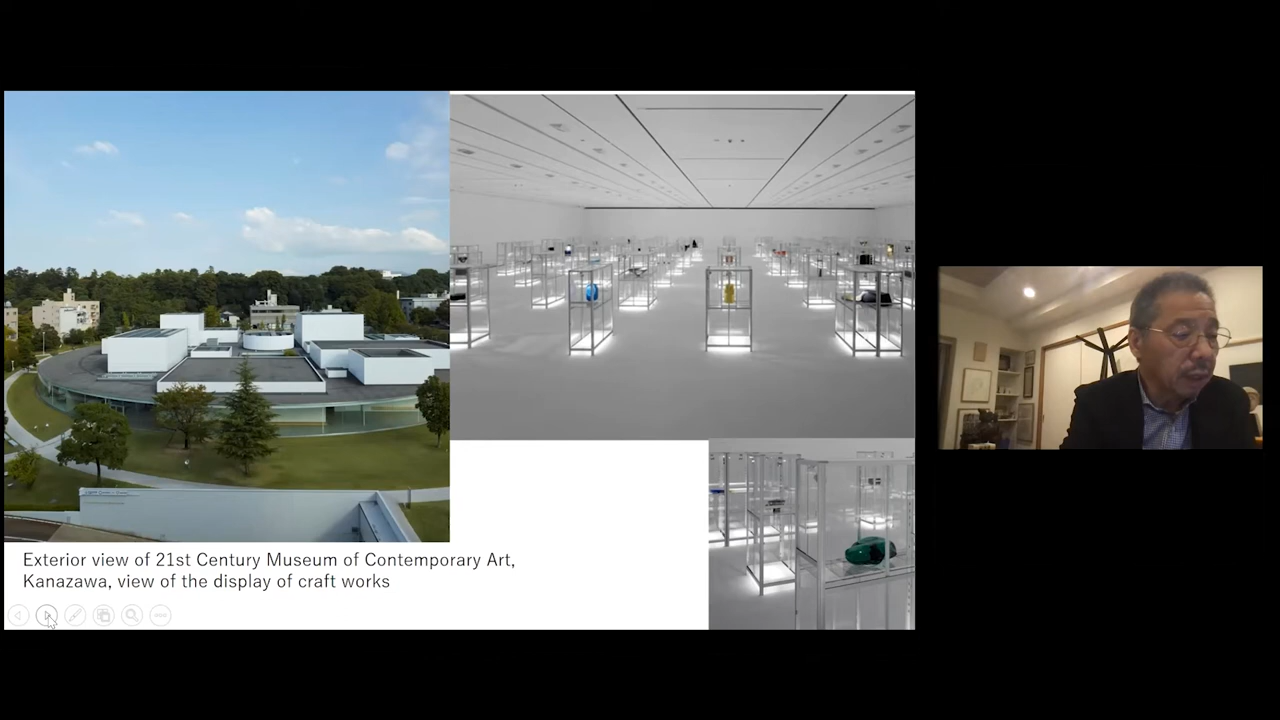 Exterior view of 21st Century Museum of Contemporary Art,
Kanazawa, view of the display of craft works